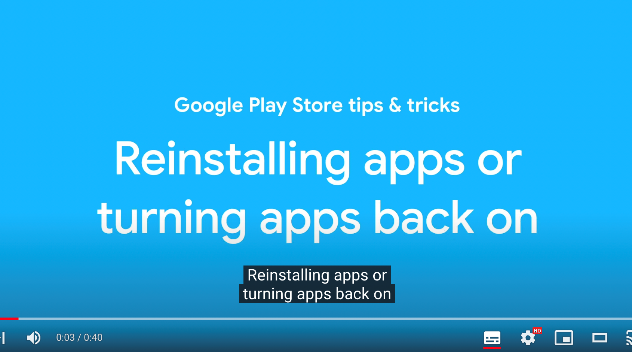 Google Play Store tips & tricks
Reinstalling apps or
turning apps back on
Reinstalling apps or
turning apps back on
0:03 / 0:40
HD